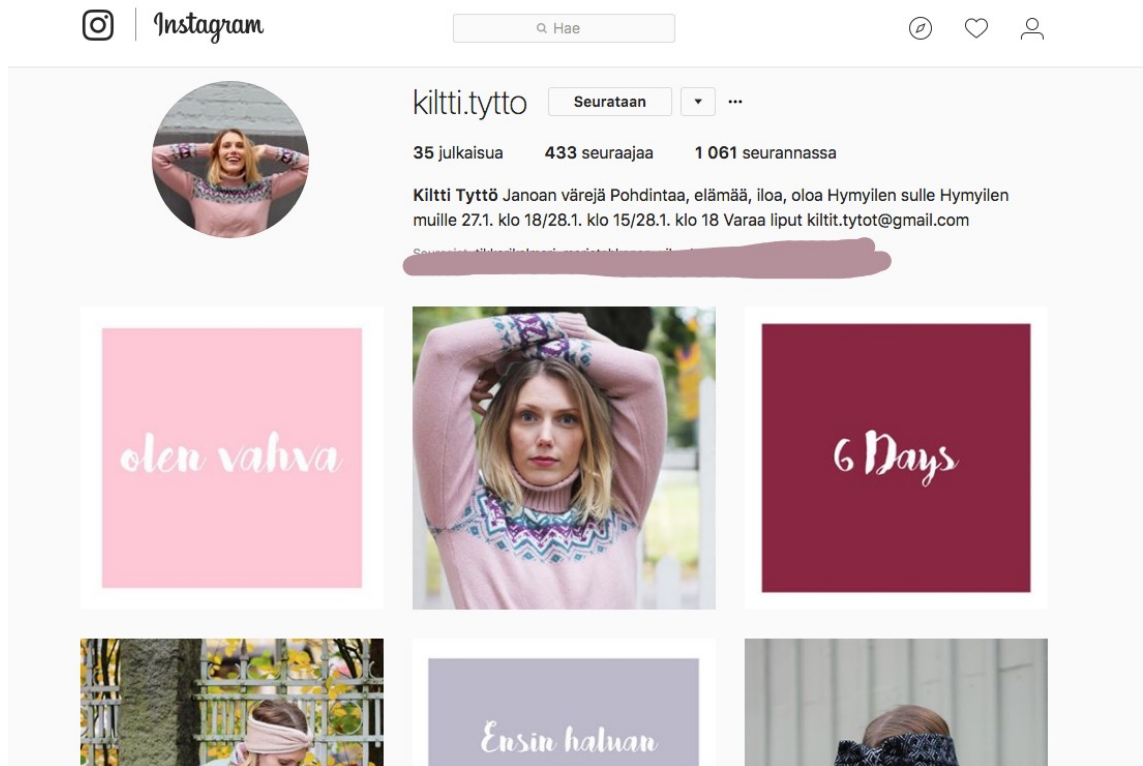 Instagram
Hae
kiltti.tytto Seurataan
35 julkaisua 433 seuraajaa 1 061 seurannassa
Kiltti Tyttö Janoan värejä Pohdintaa, elämää, iloa, oloa Hymyilen sulle Hymyilen
muille 27.1. klo 18/28.1. klo 15/28.1. klo 18 Varaa liput kiltit.tytot@gmail.com
olen vahva
6 Days
Ensin haluan